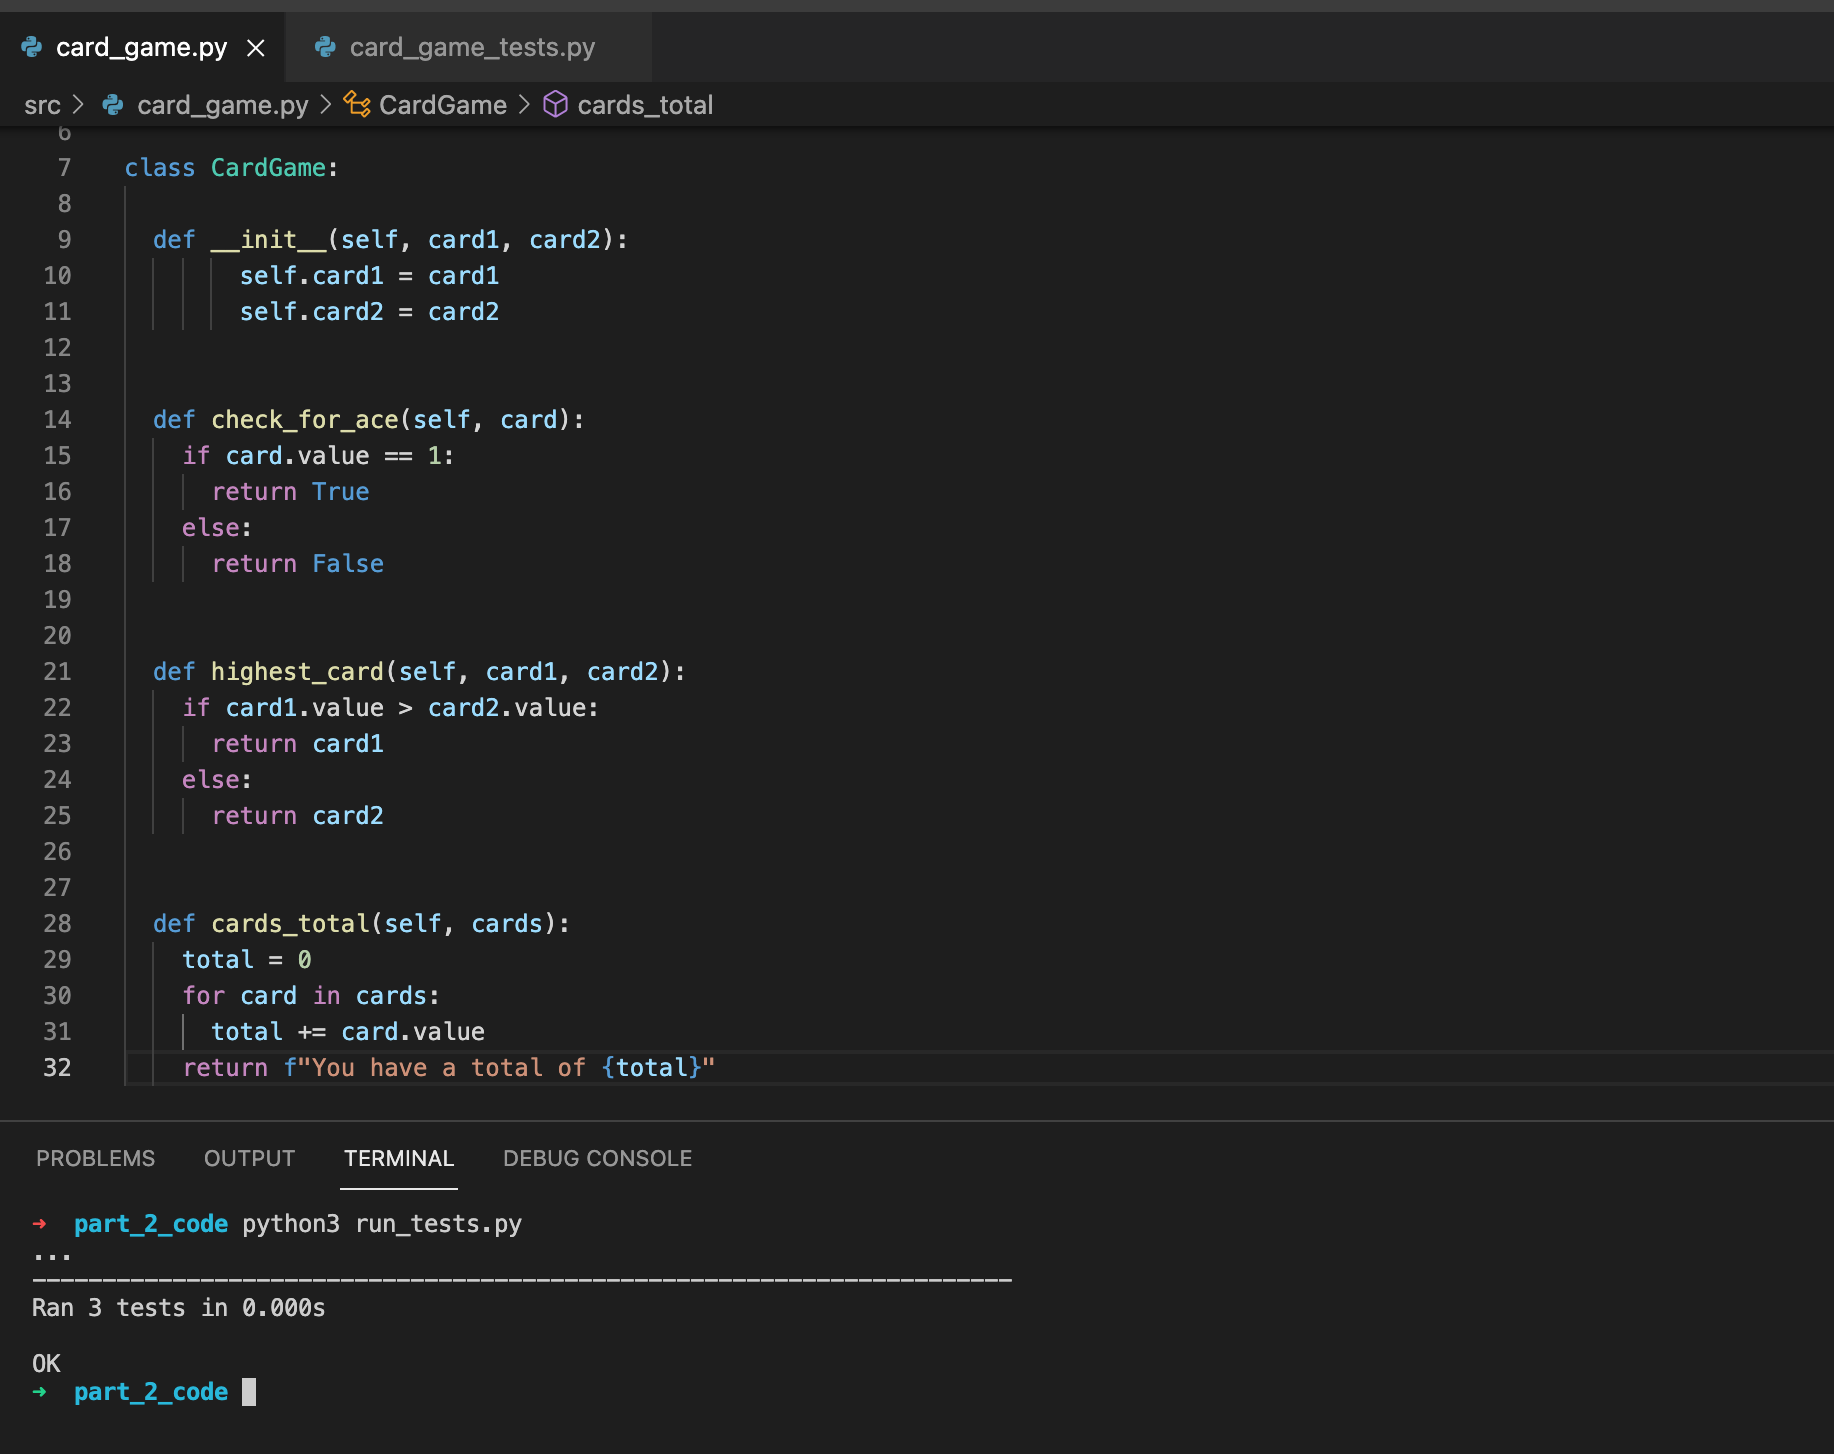 card_game.py
card_game_tests.py
src > card_game.py > CardGame > cards_total
6
7 class CardGame:
8
9 def __init__(self, card1, card2):
10 self.card1 = card1
11 self.card2 = card2
12
13
14 def check_for_ace(self, card):
15 if card.value == 1:
16 return True
17 else:
18 return False
19
20
21 def highest_card(self, card1, card2):
22 if card1.value > card2.value:
23 return card1
24 else:
25 return card2
26
27
28 def cards_total(self, cards):
29 total = 0
30 for card in cards:
31 total += card.value
32 return f"You have a total of {total}"
PROBLEMS OUTPUT TERMINAL DEBUG CONSOLE
➜ part_2_code python3 run_tests.py
...
----------------------------------------------------------------------
Ran 3 tests in 0.000s
OK
➜ part_2_code